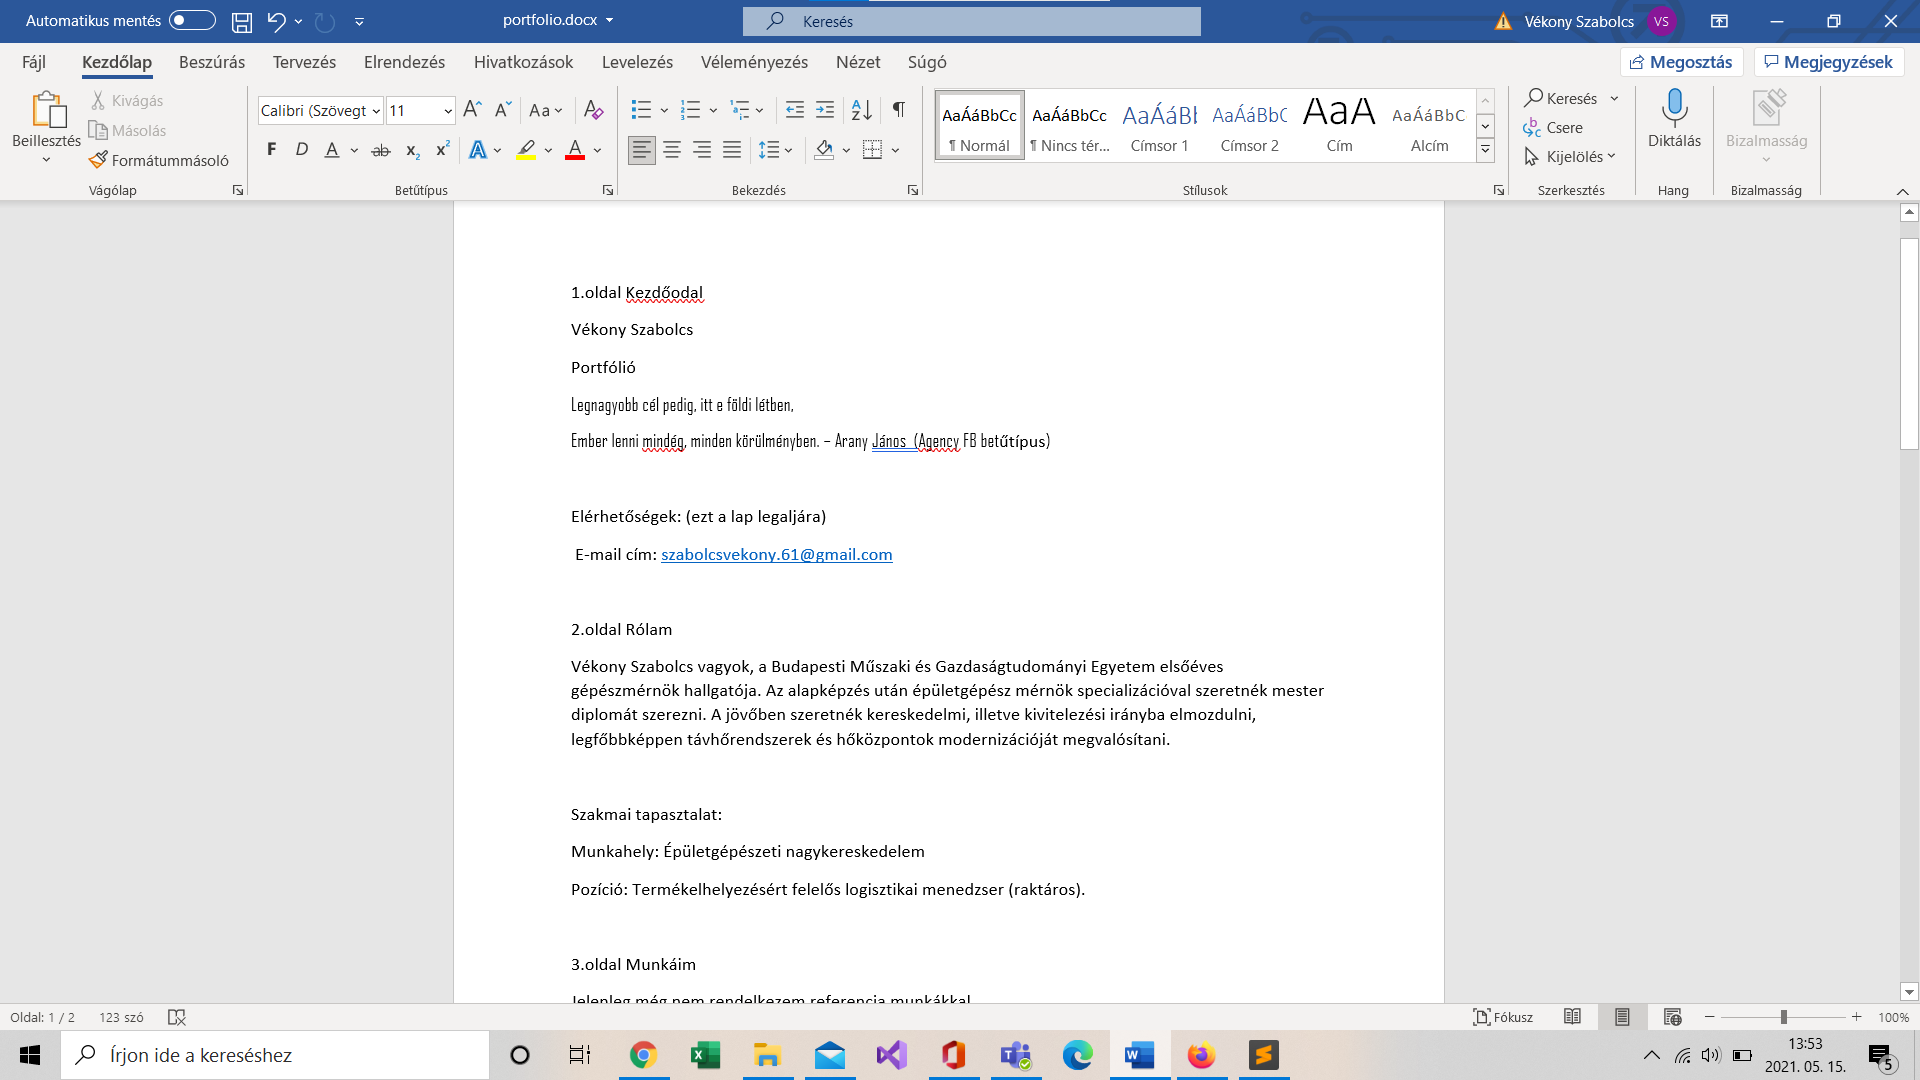 Automatikus mentés
portfolio.docx
Keresés
Vékony Szabolcs
VS
Fájl
Kezdőlap
Beszúrás
Tervezés
Elrendezés
Hivatkozások
Levelezés
Véleményezés
Nézet
Súgó
Megosztás
Megjegyzések
Beillesztés
Kivágás
Másolás
Formátummásoló
Vágólap
Calibri (Szövegt
11
Aa
F D A ab x₂ x²
A
A
Betűtípus
Bekezdés
AaÁáBbCc
¶ Normál
AaÁáBbCc
¶ Nincs tér...
AaÁáBl
Címsor 1
AaÁáBbC
Címsor 2
AaA
Cím
AaÁáBbC
Alcím
Stílusok
Keresés
Csere
Kijelölés
Szerkesztés
Diktálás
Hang
Bizalmasság
Bizalmasság
1.oldal Kezdőodal
Vékony Szabolcs
Portfólió
Legnagyobb cél pedig, itt e földi létben,
Ember lenni mindég, minden körülményben. – Arany János (Agency FB betűtípus)
Elérhetőségek: (ezt a lap legaljára)
E-mail cím: szabolcsvekony.61@gmail.com
2.oldal Rólam
Vékony Szabolcs vagyok, a Budapesti Műszaki és Gazdaságtudományi Egyetem elsőéves
gépészmérnök hallgatója. Az alapképzés után épületgépész mérnök specializációval szeretnék mester
diplomát szerezni. A jövőben szeretnék kereskedelmi, illetve kivitelezési irányba elmozdulni,
legfőbbképpen távhőrendszerek és hőközpontok modernizációját megvalósítani.
Szakmai tapasztalat:
Munkahely: Épületgépészeti nagykereskedelem
Pozíció: Termékelhelyezésért felelős logisztikai menedzser (raktáros).
3.oldal Munkáim
Jelenleg még nem rendelkezem referencia munkákkal
Oldal: 1 / 2
123 szó
Fókusz
100%
Írjon ide a kereséshez
13:53
2021. 05. 15.
5